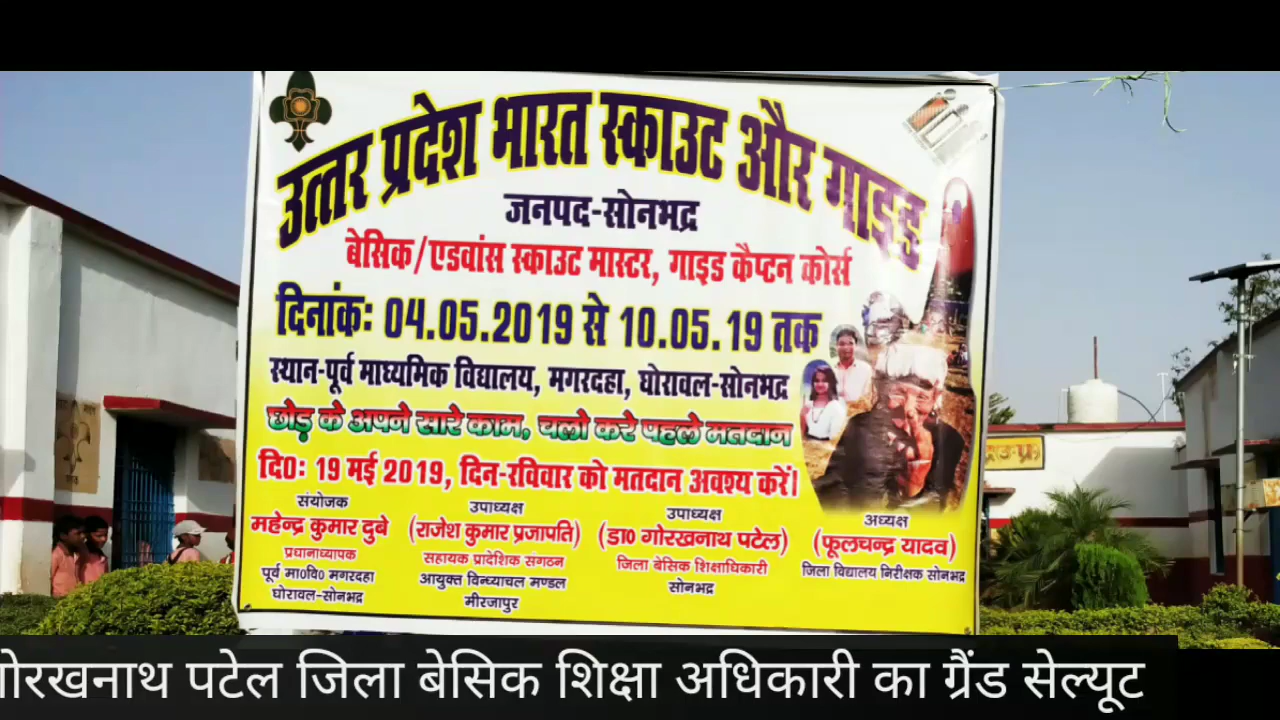 उत्तर प्रदेश भारत स्काउट और गाइड
जनपद-सोनभद्र
बेसिक/एडवांस स्काउट मास्टर, गाइड कैप्टन कोर्स
दिनांक: 04.05.2019 से 10.05.19 तक
स्थान-पूर्व माध्यमिक विद्यालय, मगरदहा, घोरावल-सोनभद्र
छोड़ के अपने सारे काम, चलो करे पहले मतदान
दि0: 19 मई 2019, दिन-रविवार को मतदान अवश्य करें।
संयोजक
महेन्द्र कुमार दुबे
प्रधानाध्यापक
पूर्व मा०वि० मगरदहा
घोरावल-सोनभद्र
उपाध्यक्ष
(राजेश कुमार प्रजापति)
सहायक प्रादेशिक संगठन
आयुक्त विन्ध्याचल मण्डल
मीरजापुर
उपाध्यक्ष
(डा० गोरखनाथ पटेल)
जिला बेसिक शिक्षाधिकारी
सोनभद्र
अध्यक्ष
(फूलचन्द्र यादव)
जिला विद्यालय निरीक्षक सोनभद्र
गोरखनाथ पटेल जिला बेसिक शिक्षा अधिकारी का ग्रैंड सेल्यूट